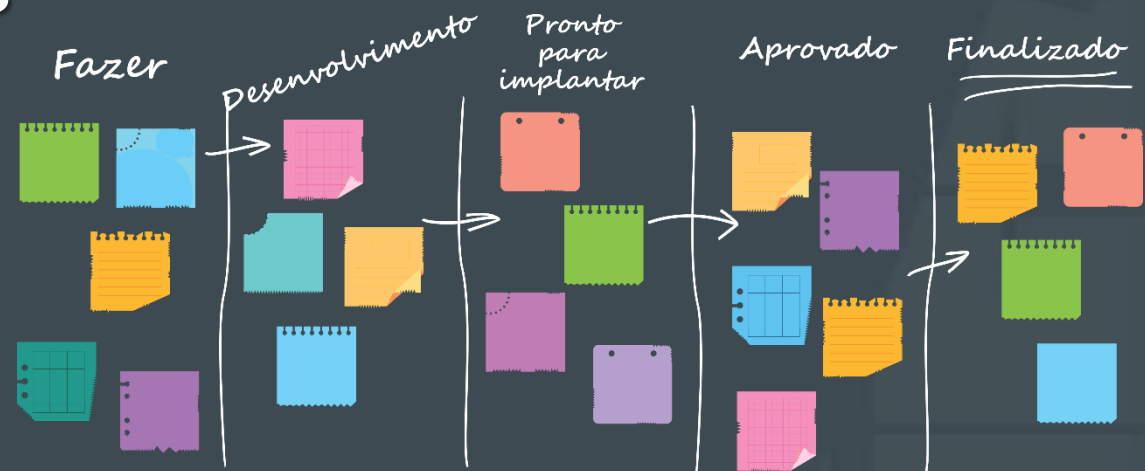 Fazer
Desenvolvimento
Pronto
para
implantar
Aprovado
Finalizado